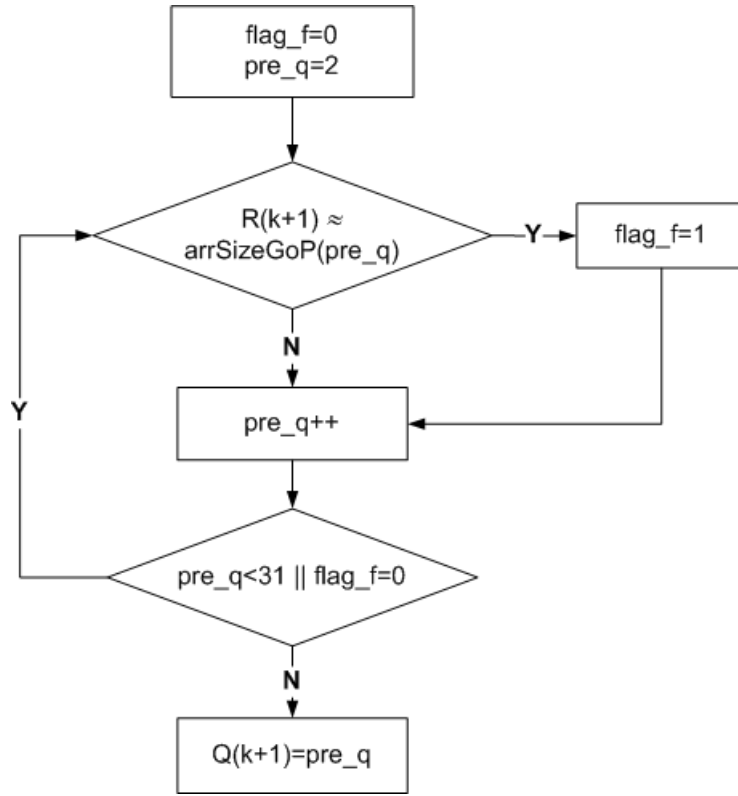 flag_f=0
pre_q=2
R(k+1) ≈
arrSizeGoP(pre_q)
Y
flag_f=1
N
pre_q++
Y
pre_q<31 || flag_f=0
N
Q(k+1)=pre_q